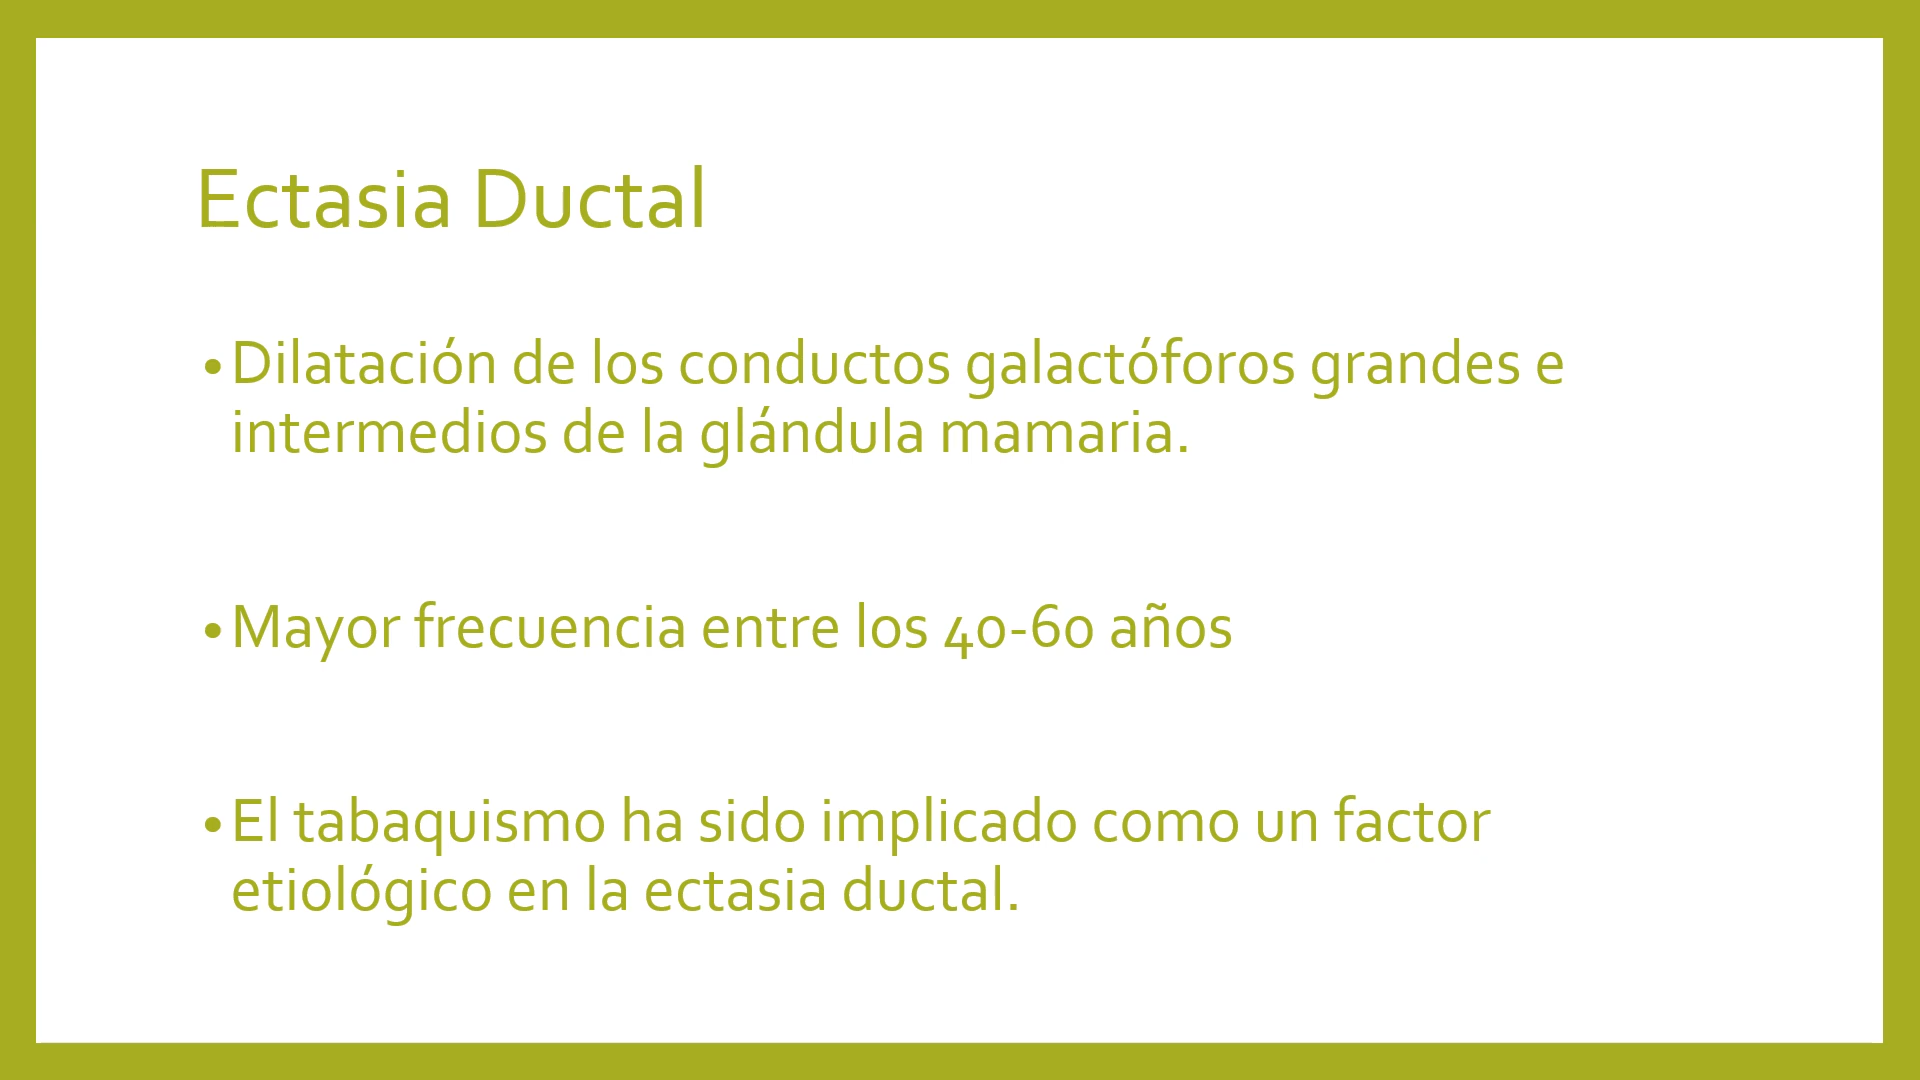 Ectasia Ductal
•Dilatación de los conductos galactóforos grandes e
intermedios de la glándula mamaria.
•Mayor frecuencia entre los 40-60 años
•El tabaquismo ha sido implicado como un factor
etiológico en la ectasia ductal.